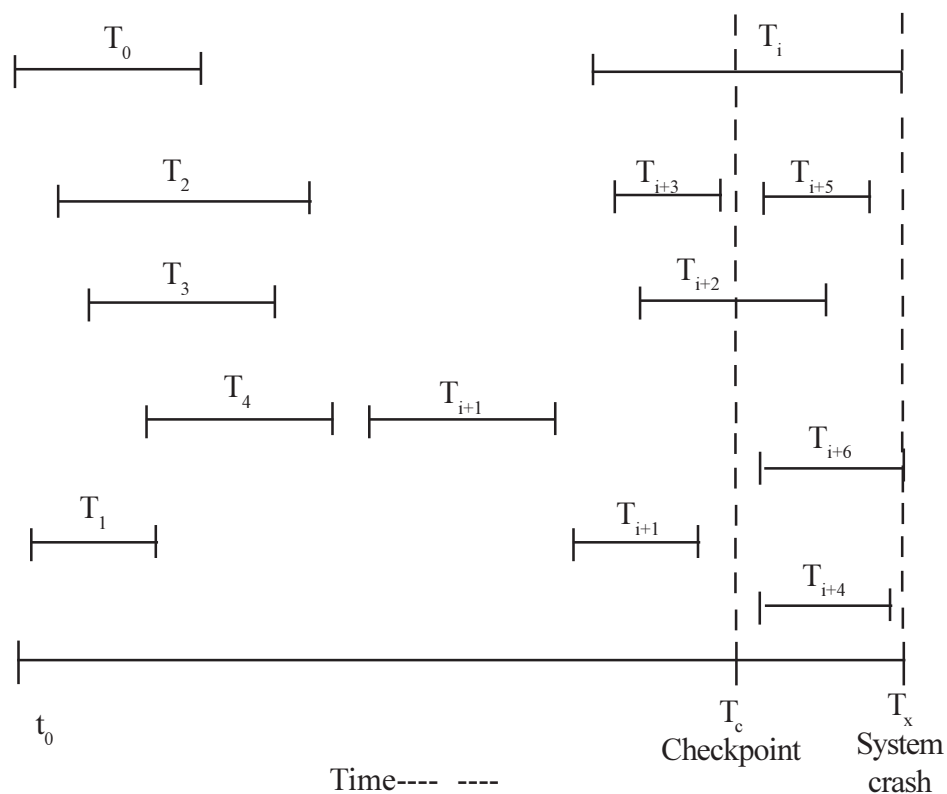 T₀
Tᵢ
T₂
Tᵢ₊₃
Tᵢ₊₅
T₃
Tᵢ₊₂
T₄
Tᵢ₊₁
Tᵢ₊₆
T₁
Tᵢ₊₁
Tᵢ₊₄
t₀
T_c
Checkpoint
Tₓ
System
crash
Time---- ----